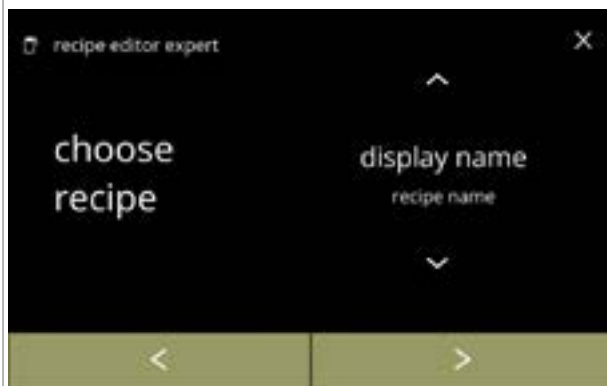 recipe editor expert
choose
recipe
display name
recipe name